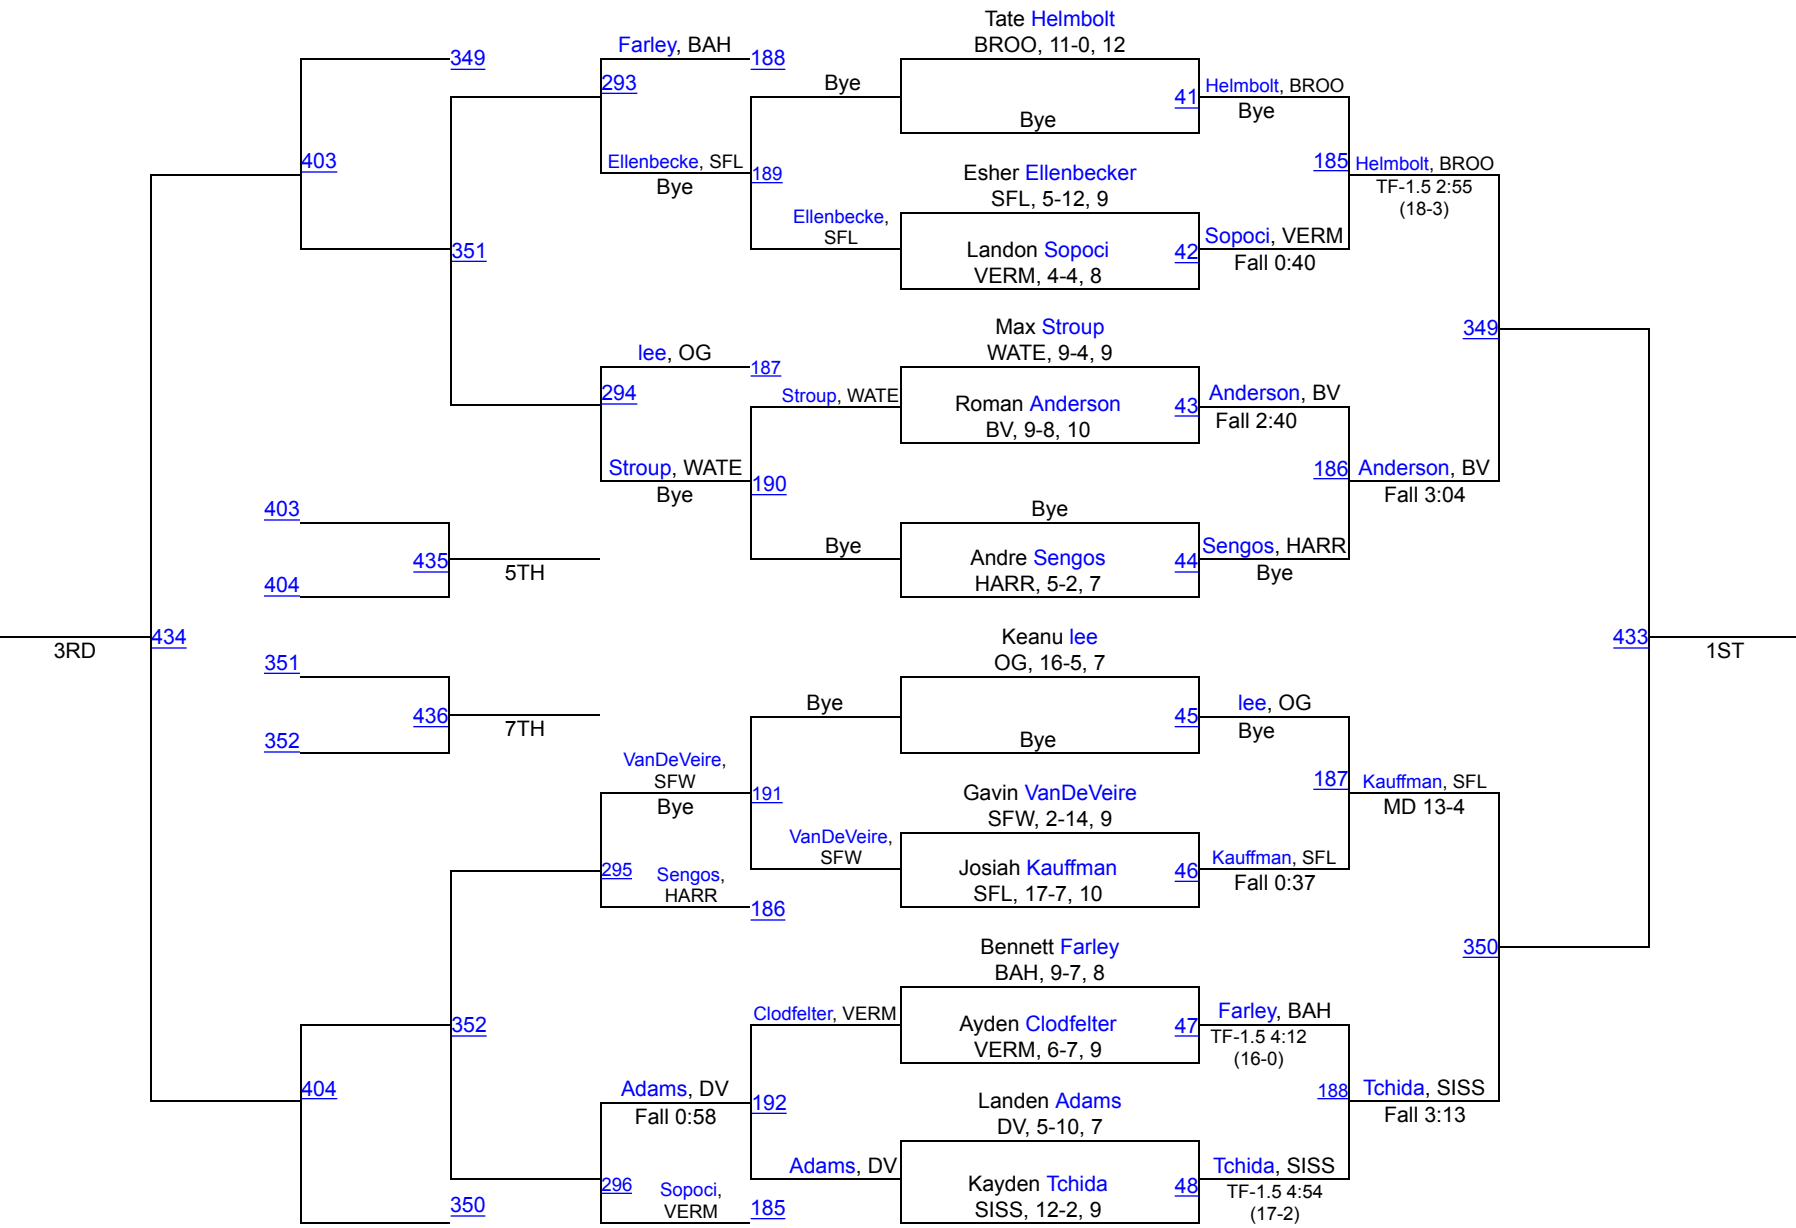 Tate Helmbolt
BROO, 11-0, 12
Bye
41
Esher Ellenbecker
SFL, 5-12, 9
Landon Sopoci
VERM, 4-4, 8
42
Max Stroup
WATE, 9-4, 9
Roman Anderson
BV, 9-8, 10
43
Bye
Andre Sengos
HARR, 5-2, 7
44
Keanu lee
OG, 16-5, 7
Bye
45
Gavin VanDeVeire
SFW, 2-14, 9
Josiah Kauffman
SFL, 17-7, 10
46
Bennett Farley
BAH, 9-7, 8
Ayden Clodfelter
VERM, 6-7, 9
47
Landen Adams
DV, 5-10, 7
Kayden Tchida
SISS, 12-2, 9
48
Helmbolt, BROO
Bye
185
Sopoci, VERM
Fall 0:40
Anderson, BV
Fall 2:40
186
Sengos, HARR
Bye
lee, OG
Bye
187
Kauffman, SFL
Fall 0:37
Farley, BAH
TF-1.5 4:12
(16-0)
188
Tchida, SISS
TF-1.5 4:54
(17-2)
Helmbolt, BROO
TF-1.5 2:55
(18-3)
349
Anderson, BV
Fall 3:04
Kauffman, SFL
MD 13-4
350
Tchida, SISS
Fall 3:13
433
1ST
Bye
189
Ellenbecke,
SFL
Stroup, WATE
190
Bye
Bye
191
VanDeVeire,
SFW
Clodfelter, VERM
192
Adams, DV
Farley, BAH
188
293
Ellenbecke, SFL
Bye
lee, OG
187
294
Stroup, WATE
Bye
VanDeVeire,
SFW
Bye
295
Sengos,
HARR
186
Adams, DV
Fall 0:58
296
Sopoci,
VERM
185
349
403
351
352
404
350
403
435
5TH
404
351
436
7TH
352
434
3RD